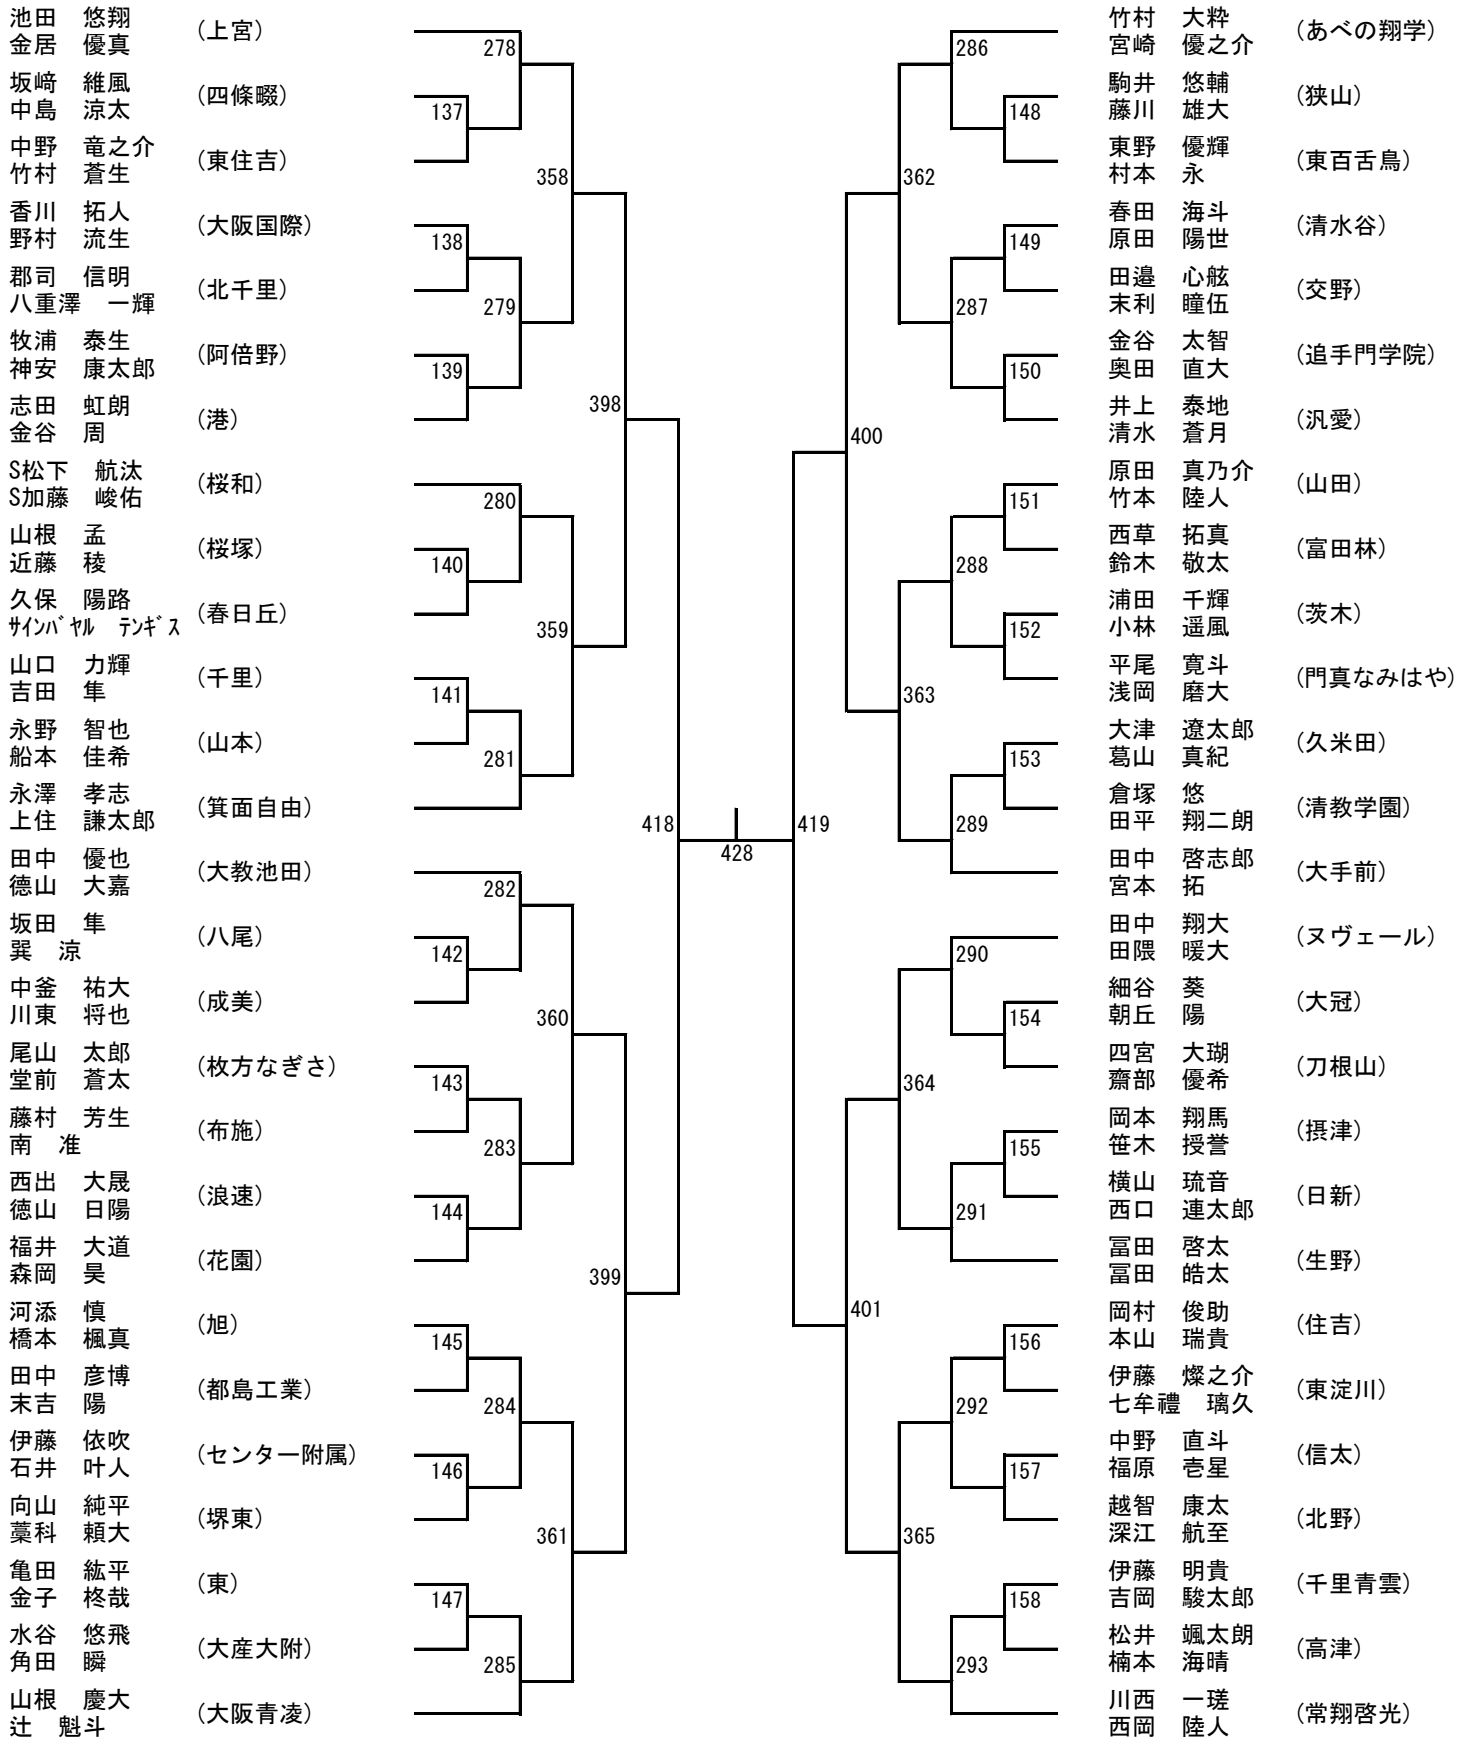 池田　悠翔
金居　優真
（上宮）
坂﨑　維風
中島　涼太
（四條畷）
中野　竜之介
竹村　蒼生
（東住吉）
香川　拓人
野村　流生
（大阪国際）
郡司　信明
八重澤　一輝
（北千里）
牧浦　泰生
神安　康太郎
（阿倍野）
志田　虹朗
金谷　周
（港）
S松下　航汰
S加藤　峻佑
（桜和）
山根　孟
近藤　稜
（桜塚）
久保　陽路
ｻｲﾝﾊﾞﾔﾙ　ﾃﾝｷﾞｽ
（春日丘）
山口　力輝
吉田　隼
（千里）
永野　智也
船本　佳希
（山本）
永澤　孝志
上住　謙太郎
（箕面自由）
田中　優也
德山　大嘉
（大教池田）
坂田　隼
巽　涼
（八尾）
中釜　祐大
川東　将也
（成美）
尾山　太郎
堂前　蒼太
（枚方なぎさ）
藤村　芳生
南　准
（布施）
西出　大晟
徳山　日陽
（浪速）
福井　大道
森岡　昊
（花園）
河添　慎
橋本　楓真
（旭）
田中　彦博
末吉　陽
（都島工業）
伊藤　依吹
石井　叶人
（センター附属）
向山　純平
藁科　頼大
（堺東）
亀田　紘平
金子　柊哉
（東）
水谷　悠飛
角田　瞬
（大産大附）
山根　慶大
辻　魁斗
（大阪青凌）
278
137
358
138
279
139
398
280
140
359
141
281
418
282
142
360
143
283
144
399
145
284
146
361
147
285
428
419
286
148
362
149
287
150
400
151
288
152
363
153
289
290
154
364
155
291
401
156
292
157
365
158
293
竹村　大粋
宮崎　優之介
（あべの翔学）
駒井　悠輔
藤川　雄大
（狭山）
東野　優輝
村本　永
（東百舌鳥）
春田　海斗
原田　陽世
（清水谷）
田邉　心舷
末利　瞳伍
（交野）
金谷　太智
奥田　直大
（追手門学院）
井上　泰地
清水　蒼月
（汎愛）
原田　真乃介
竹本　陸人
（山田）
西草　拓真
鈴木　敬太
（富田林）
浦田　千輝
小林　遥風
（茨木）
平尾　寛斗
浅岡　磨大
（門真なみはや）
大津　遼太郎
葛山　真紀
（久米田）
倉塚　悠
田平　翔二朗
（清教学園）
田中　啓志郎
宮本　拓
（大手前）
田中　翔大
田隈　暖大
（ヌヴェール）
細谷　葵
朝丘　陽
（大冠）
四宮　大瑚
齋部　優希
（刀根山）
岡本　翔馬
笹木　授誉
（摂津）
横山　琉音
西口　連太郎
（日新）
冨田　啓太
冨田　皓太
（生野）
岡村　俊助
本山　瑞貴
（住吉）
伊藤　燦之介
七牟禮　璃久
（東淀川）
中野　直斗
福原　壱星
（信太）
越智　康太
深江　航至
（北野）
伊藤　明貴
吉岡　駿太郎
（千里青雲）
松井　颯太朗
楠本　海晴
（高津）
川西　一瑳
西岡　陸人
（常翔啓光）